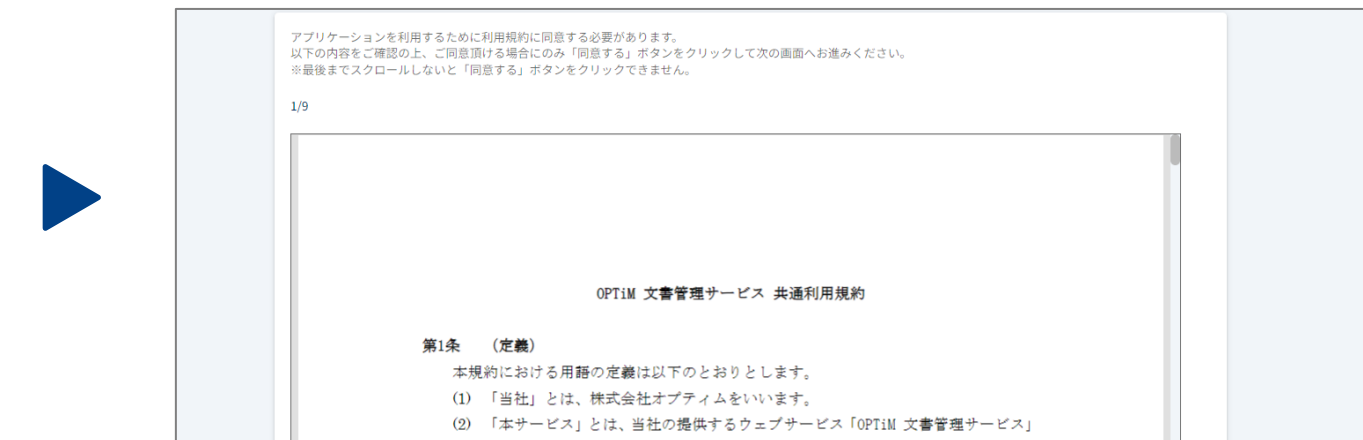 アプリケーションを利用するために利用規約に同意する必要があります。
以下の内容をご確認の上、ご同意頂ける場合にのみ「同意する」ボタンをクリックして次の画面へお進みください。
※最後までスクロールしないと「同意する」ボタンをクリックできません。
1/9
OPTiM 文書管理サービス 共通利用規約
第1条 （定義）
本規約における用語の定義は以下のとおりとします。
(1) 「当社」とは、株式会社オプティムをいいます。
(2) 「本サービス」とは、当社の提供するウェブサービス「OPTiM 文書管理サービス」